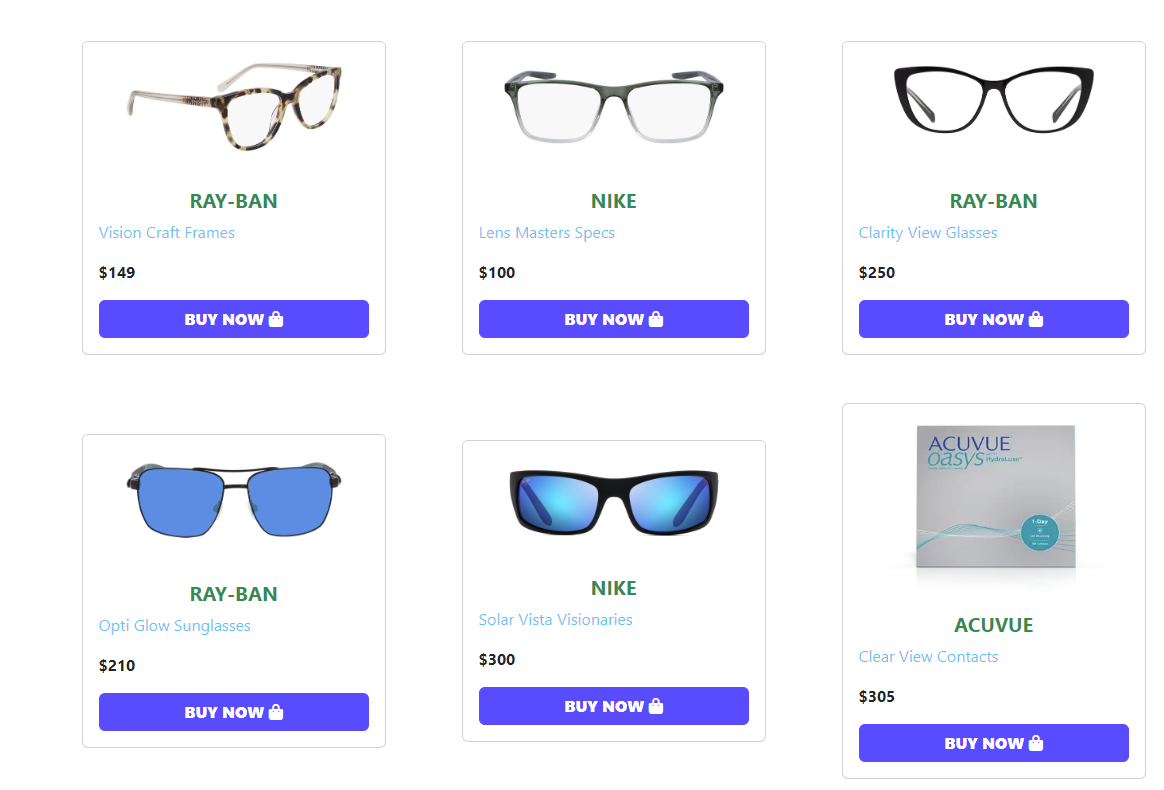 RAY-BAN
Vision Craft Frames
$149
BUY NOW
NIKE
Lens Masters Specs
$100
BUY NOW
RAY-BAN
Clarity View Glasses
$250
BUY NOW
RAY-BAN
Opti Glow Sunglasses
$210
BUY NOW
NIKE
Solar Vista Visionaries
$300
BUY NOW
ACUVUE
oasys
HydraLuxe™
1-Day
ACUVUE
Clear View Contacts
$305
BUY NOW